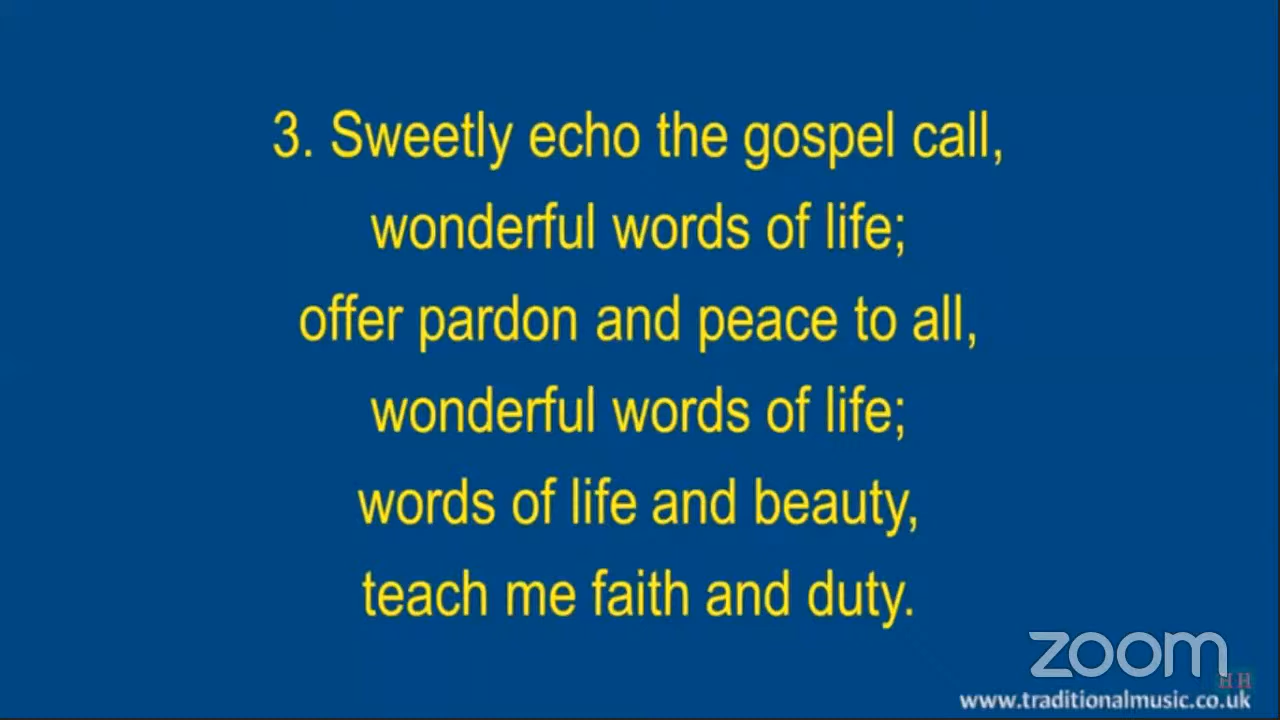 3. Sweetly echo the gospel call,
wonderful words of life;
offer pardon and peace to all,
wonderful words of life;
words of life and beauty,
teach me faith and duty.
zoom
HH
www.traditionalmusic.co.uk